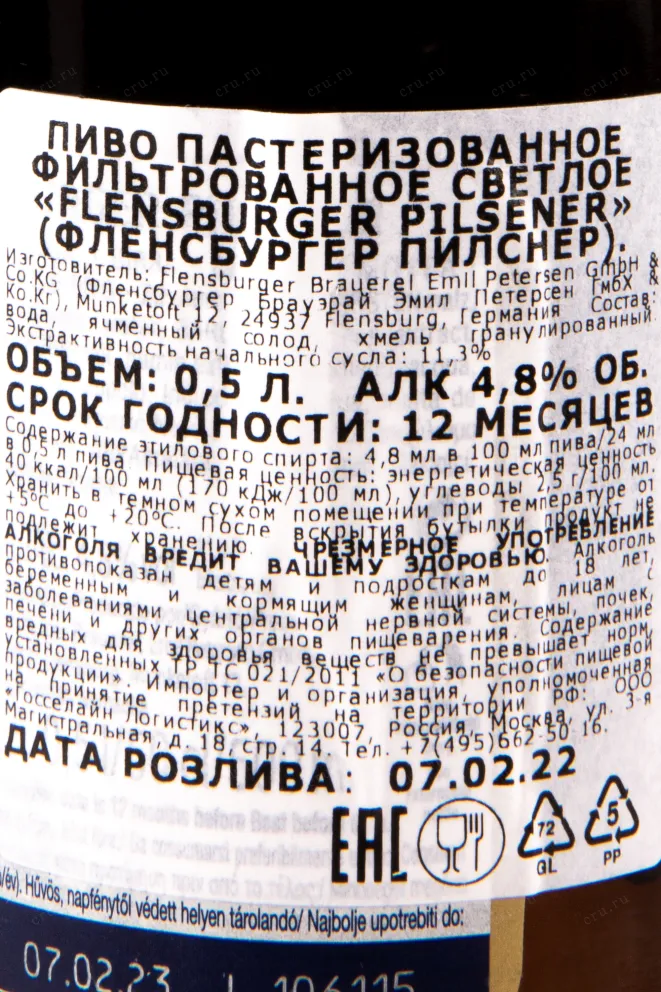 ПИВО ПАСТЕРИЗОВАННОЕ
ФИЛЬТРОВАННОЕ СВЕТЛОЕ
«FLENSBURGER PILSENER»
(ФЛЕНСБУРГЕР ПИЛСНЕР).
Изготовитель: Flensburger Brauerei Emil Petersen GmbH &
Co.KG (Фленсбургер Брауэрай Эмил Петерсен Гмбх &
Ko.Kг), Munketoft 12, 24937 Flensburg, Германия Состав:
вода, ячменный солод, хмель гранулированный.
Экстрактивность начального сусла: 11,3%
ОБЪЕМ: 0,5 Л. АЛК 4,8% ОБ.
СРОК ГОДНОСТИ: 12 МЕСЯЦЕВ
Содержание этилового спирта: 4,8 мл в 100 мл пива/24 мл
в 0,5 л пива. Пищевая ценность: энергетическая ценность
40 ккал/100 мл (170 кДж/100 мл), углеводы 2,5 г/100 мл.
Хранить в темном сухом помещении при температуре от
+5°C до +20°C. После вскрытия бутылки продукт не
подлежит хранению. ЧРЕЗМЕРНОЕ УПОТРЕБЛЕНИЕ
АЛКОГОЛЯ ВРЕДИТ ВАШЕМУ ЗДОРОВЬЮ. Алкоголь
противопоказан детям и подросткам до 18 лет,
беременным и кормящим женщинам, лицам с
заболеваниями центральной нервной системы, почек,
печени и других органов пищеварения. Содержание
вредных для здоровья веществ не превышает норм,
установленных ТР ТС 021/2011 «О безопасности пищевой
продукции». Импортер и организация, уполномоченная
на принятие претензий на территории РФ: ООО
«Госселайн Логистикс», 123007, Россия, Москва, ул. 3-я
Магистральная, д. 18, стр. 14. Тел. +7(495)662-50-16.
ДАТА РОЗЛИВА: 07.02.22
EAC
72
GL
5
PP
Hűvös, napfénytől védett helyen tárolandó/ Najbolje upotrebiti do:
07.02.23 L 106115
cru.ru